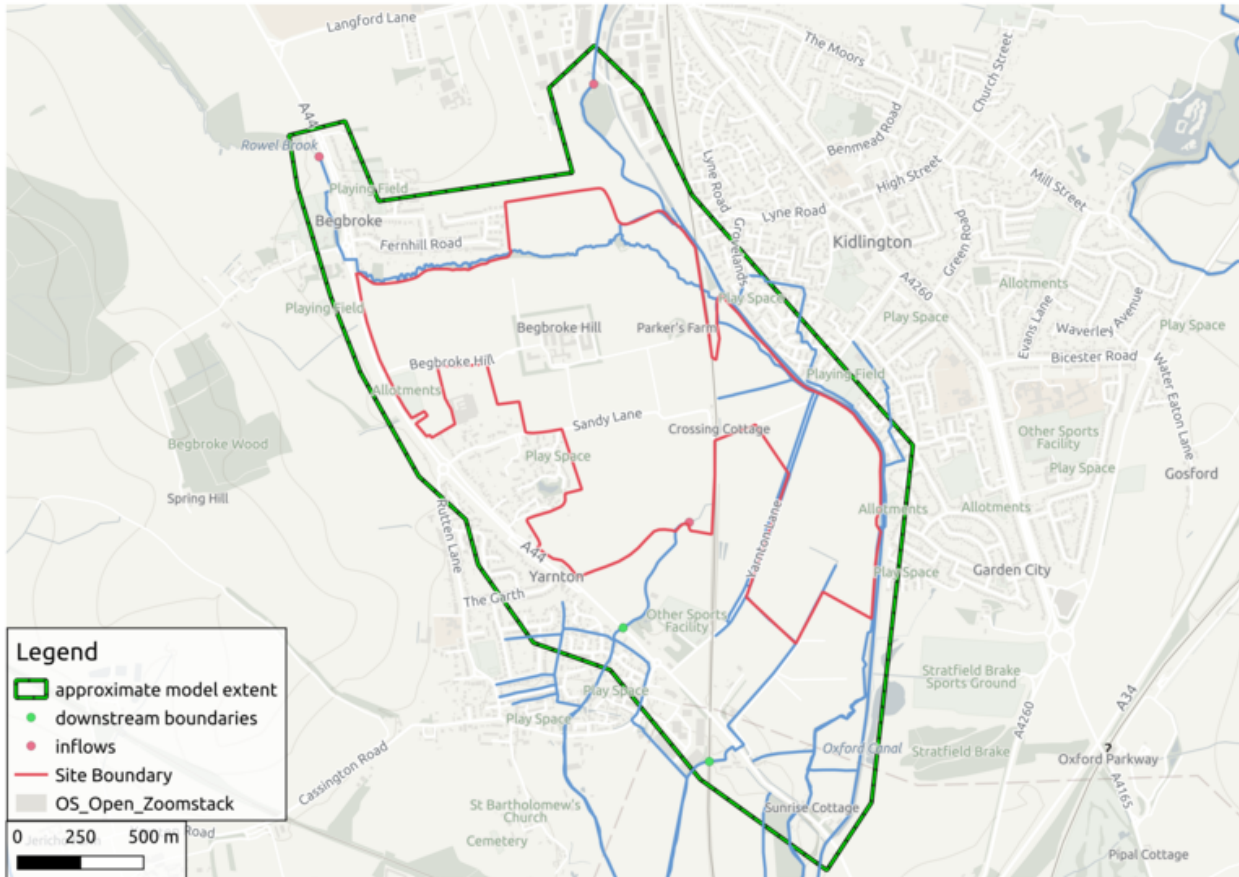 Langford Lane
The Moors
Church Street
A44
Rowel Brook
Benmead Road
Lyne Road
High Street
Mill Street
Playing Field
Begbroke
Lyne Road
Green Road
Fernhill Road
Grovelands
Kidlington
A4260
Allotments
Play Space
Playing Field
Begbroke Hill
Parker's Farm
Play Space
Evans Lane
Waverley Avenue
Play Space
Bicester Road
Water Eaton Lane
Begbroke Hill
Allotments
Playing Field
Sandy Lane
Crossing Cottage
Begbroke Wood
Other Sports
Facility
Play Space
Play Space
Gosford
Spring Hill
Rutten Lane
Allotments
Allotments
A44
Yarnton Lane
Yarnton
Play Space
Garden City
The Garth
Other Sports
Facility
Stratfield Brake
Sports Ground
Play Space
Play Space
A4260
A34
Oxford Canal
Stratfield Brake
Oxford Parkway
Cassington Road
A4165
St Bartholomew's
Church
Sunrise Cottage
Cemetery
Pipal Cottage
Legend
approximate model extent
downstream boundaries
inflows
Site Boundary
OS_Open_Zoomstack
0 250 500 m
Road